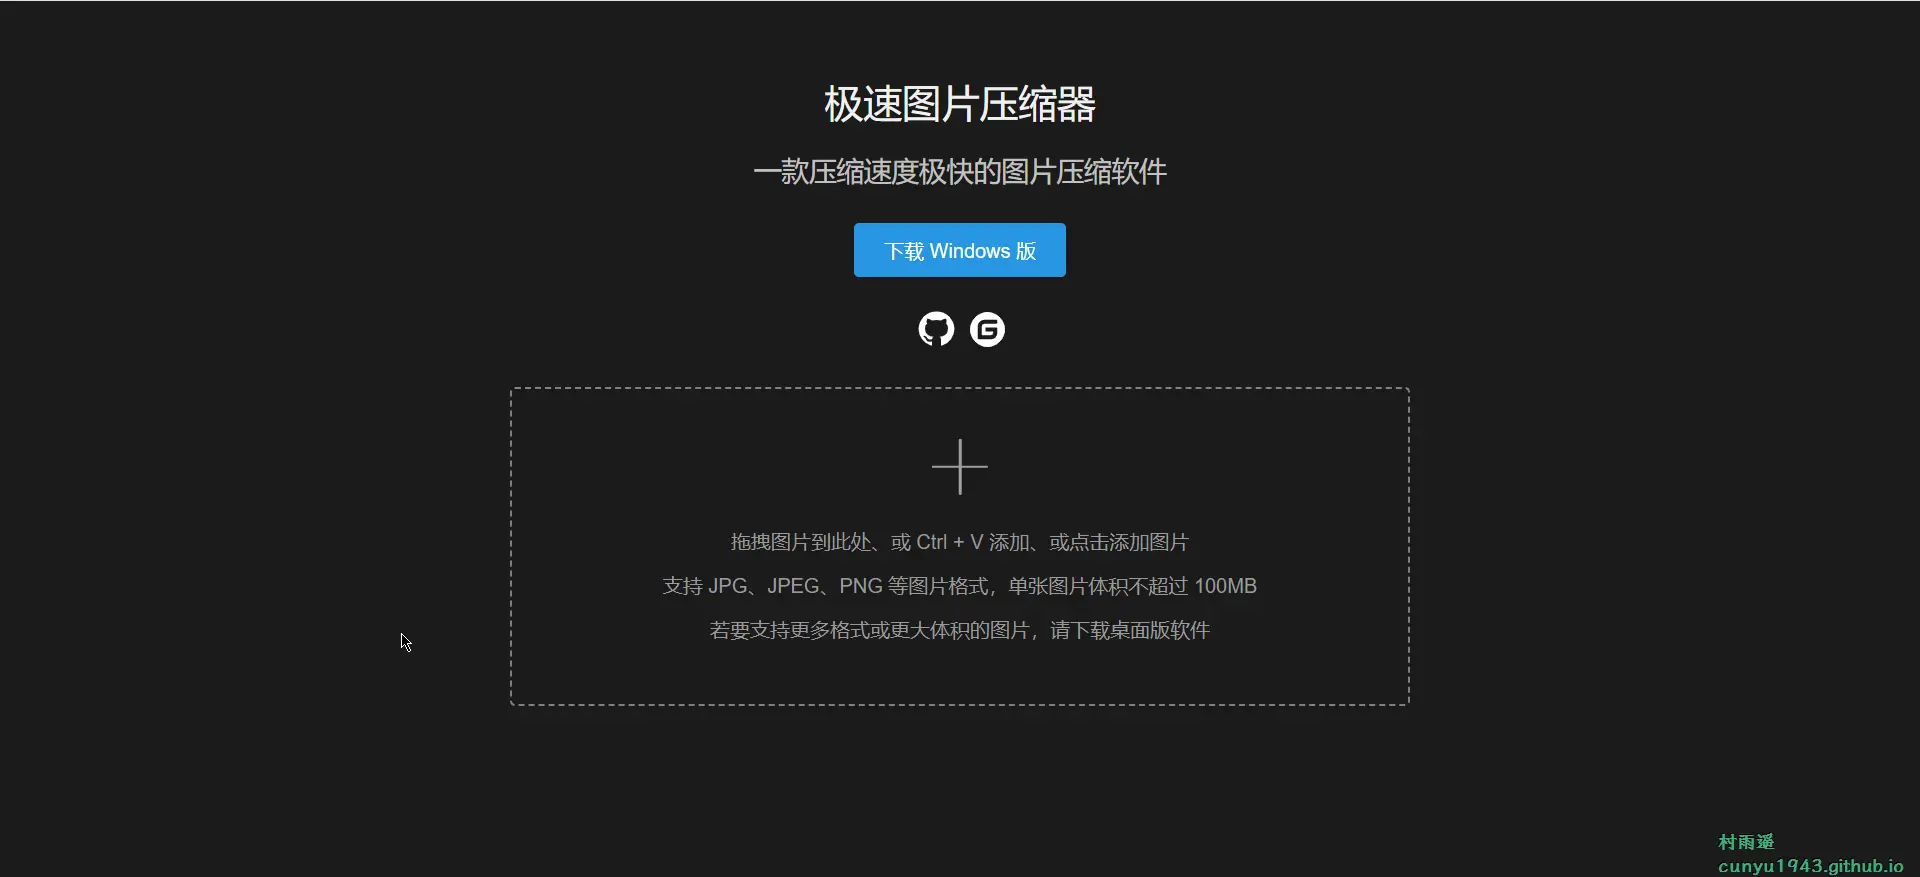 极速图片压缩器
一款压缩速度极快的图片压缩软件
下载 Windows 版
拖拽图片到此处、或 Ctrl + V 添加、或点击添加图片
支持 JPG、JPEG、PNG 等图片格式，单张图片体积不超过 100MB
若要支持更多格式或更大体积的图片，请下载桌面版软件
村雨遥
cunyu1943.github.io